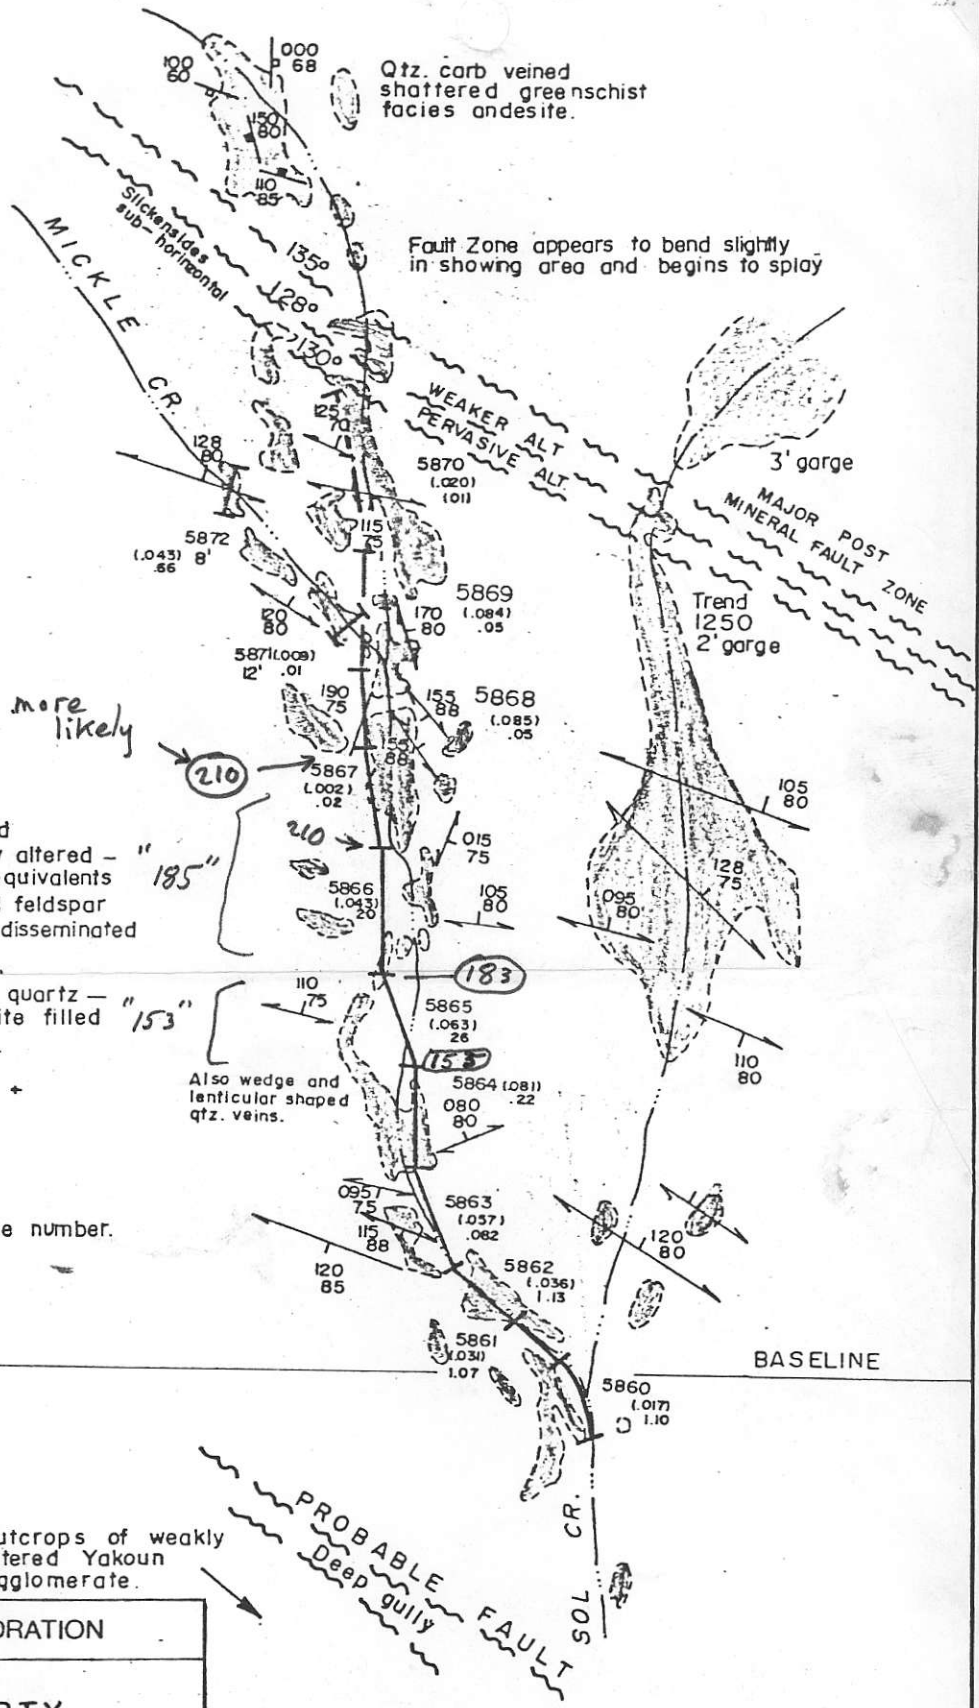 000
68
100
60
150
80
110
85
Qtz. carb veined
shattered greenschist
facies andesite.
Slickensides
sub-horizontal
135°
128°
130°
Fault Zone appears to bend slightly
in showing area and begins to splay
MICKLE CR.
WEAKER ALT
PERVASIVE ALT
3' garge
MAJOR POST
MINERAL FAULT ZONE
125
70
128
80
5870
(.020)
.01
115
75
5872
(.043) 8'
.66
5869
(.084)
.05
170
80
Trend
1250
2' garge
120
80
5871(.009)
12' .01
190
75
155
88
5868
(.085)
.05
more
likely
210
155
88
5867
(.002)
.02
105
80
210
015
75
altered – "185"
quivalents
feldspar
disseminated
5866
(.043)
20
105
80
128
75
095
80
183
quartz –
ite filled "153"
110
75
5865
(.063)
26
153
110
80
+
Also wedge and
lenticular shaped
qtz. veins.
5864 (.081)
.22
080
80
095
75
115
88
5863
(.057)
.082
e number.
120
85
120
80
5862
(.036)
1.13
5861
(.031)
1.07
BASELINE
5860
(.017)
1.10
PROBABLE FAULT
Deep gully
SOL CR.
utcrops of weakly
tered Yakoun
gglomerate.
ORATION